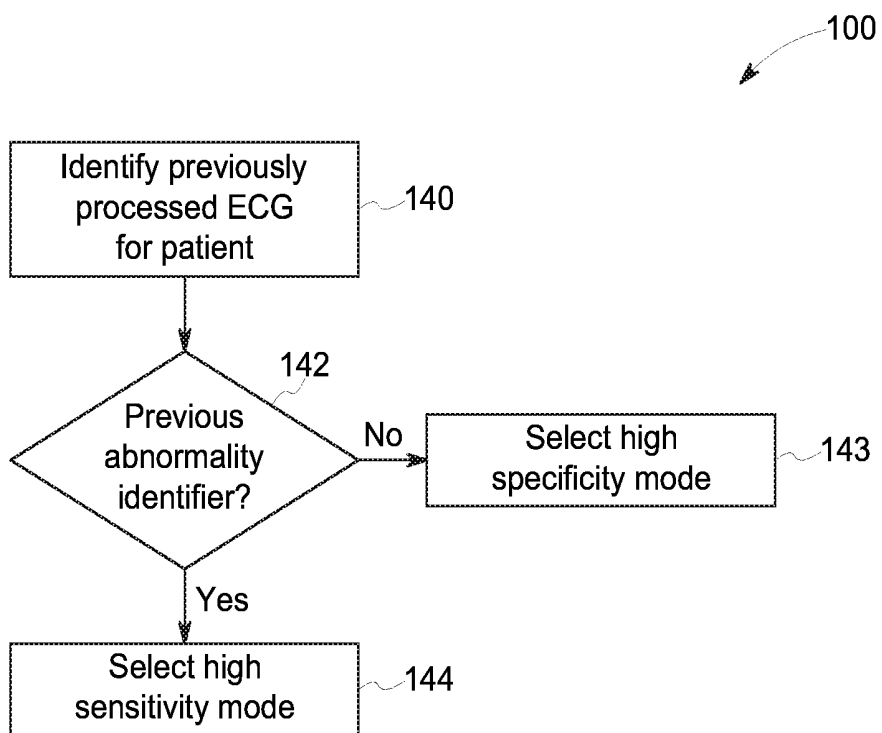 100
Identify previously
processed ECG
for patient
140
142
Previous
abnormality
identifier?
No
Select high
specificity mode
143
Yes
Select high
sensitivity mode
144